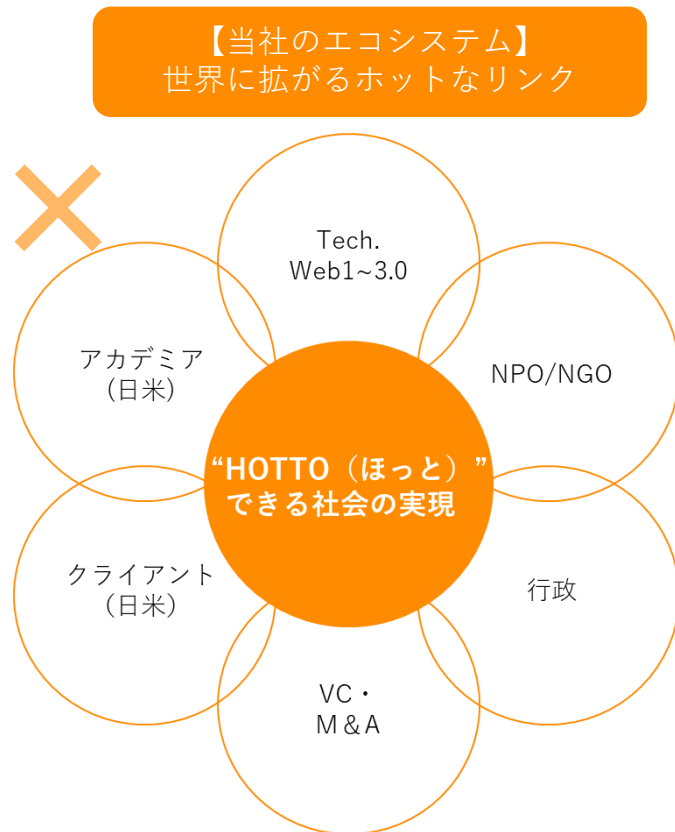 【当社のエコシステム】
世界に拡がるホットなリンク
Tech.
Web1~3.0
アカデミア
(日米)
NPO/NGO
“HOTTO（ほっと）”
できる社会の実現
クライアント
(日米)
行政
VC・
M＆A